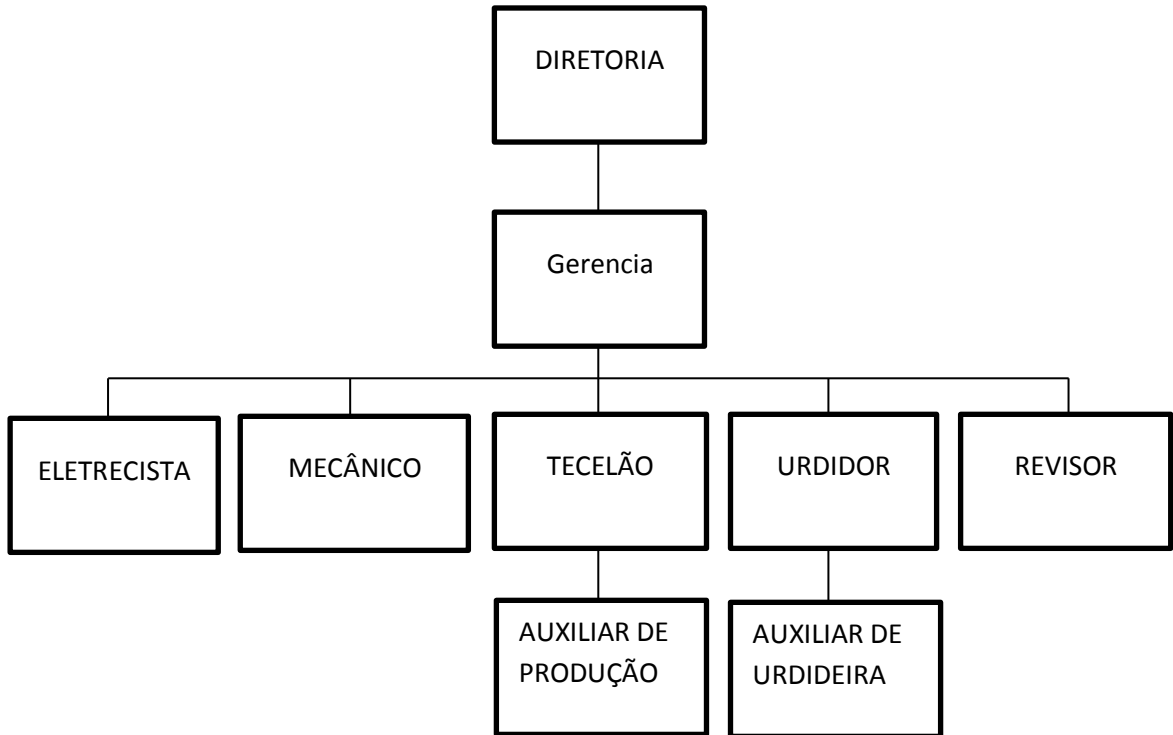 DIRETORIA
Gerencia
ELETRECISTA
MECÂNICO
TECELÃO
URDIDOR
REVISOR
AUXILIAR DE
PRODUÇÃO
AUXILIAR DE
URDIDEIRA